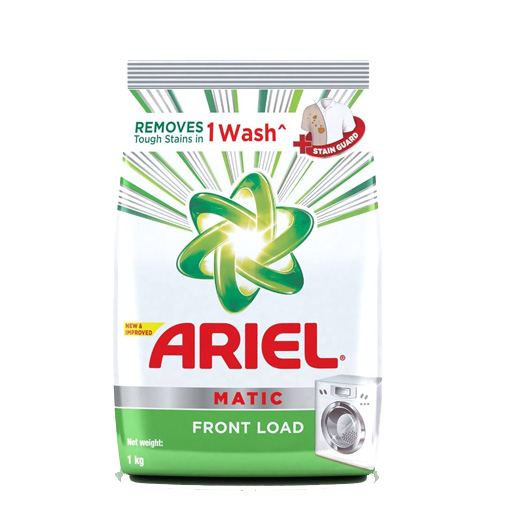 REMOVES
Tough Stains in
1 Wash^
STAIN GUARD
NEW &
IMPROVED
ARIEL®
MATIC
FRONT LOAD
Net weight:
1 kg